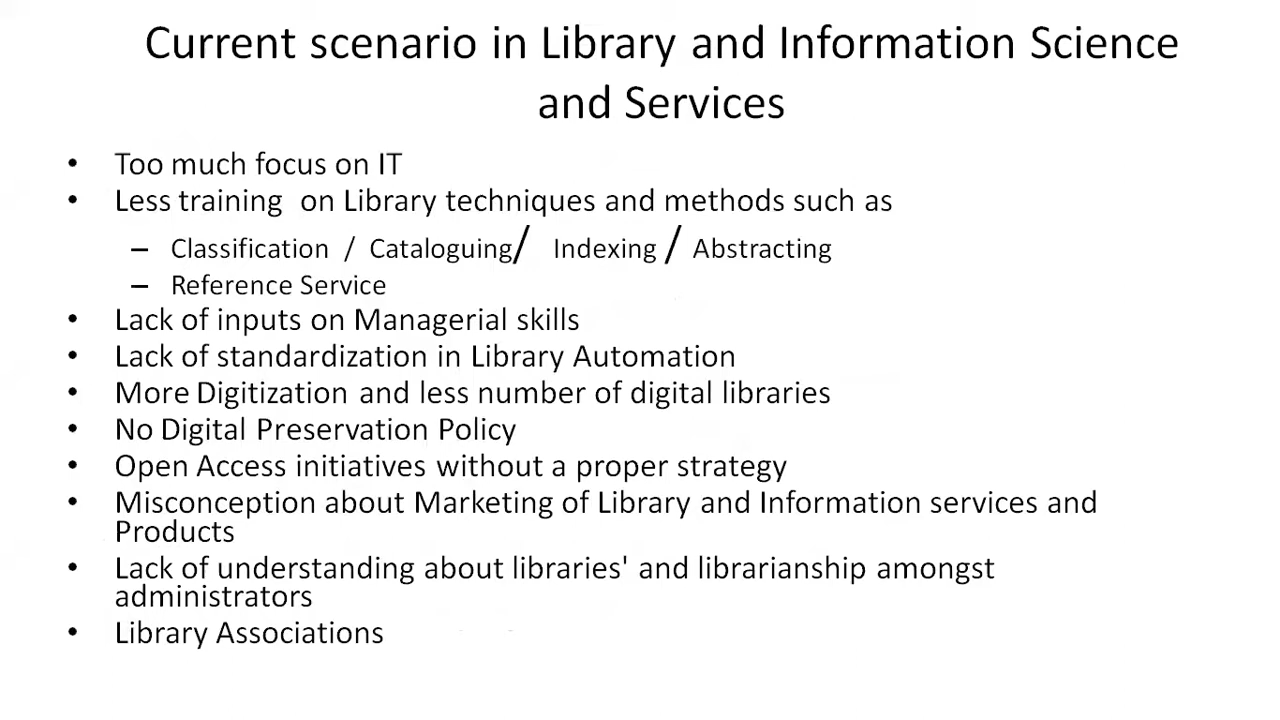 Current scenario in Library and Information Science
and Services
• Too much focus on IT
• Less training on Library techniques and methods such as
– Classification / Cataloguing/ Indexing / Abstracting
– Reference Service
• Lack of inputs on Managerial skills
• Lack of standardization in Library Automation
• More Digitization and less number of digital libraries
• No Digital Preservation Policy
• Open Access initiatives without a proper strategy
• Misconception about Marketing of Library and Information services and
Products
• Lack of understanding about libraries' and librarianship amongst
administrators
• Library Associations